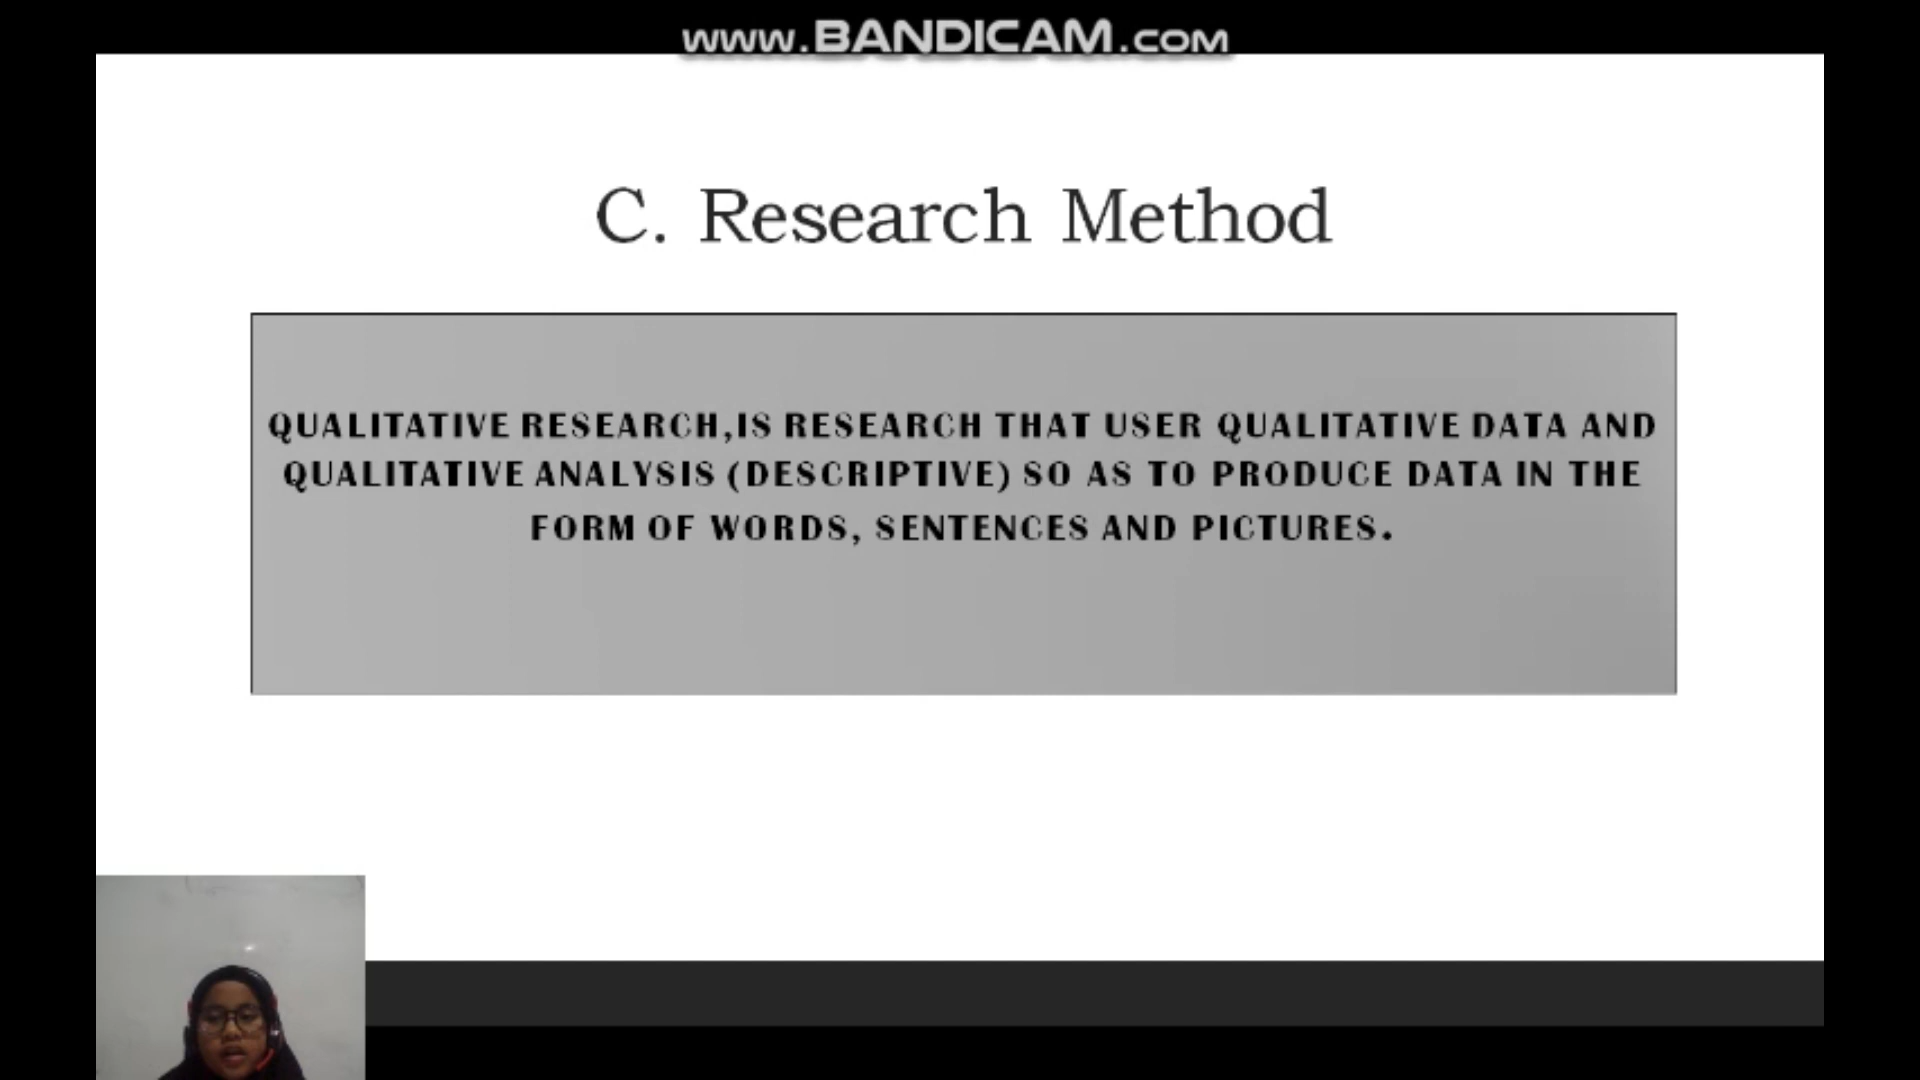 www.BANDICAM.COM
C. Research Method
QUALITATIVE RESEARCH,IS RESEARCH THAT USER QUALITATIVE DATA AND
QUALITATIVE ANALYSIS (DESCRIPTIVE) SO AS TO PRODUCE DATA IN THE
FORM OF WORDS, SENTENCES AND PICTURES.